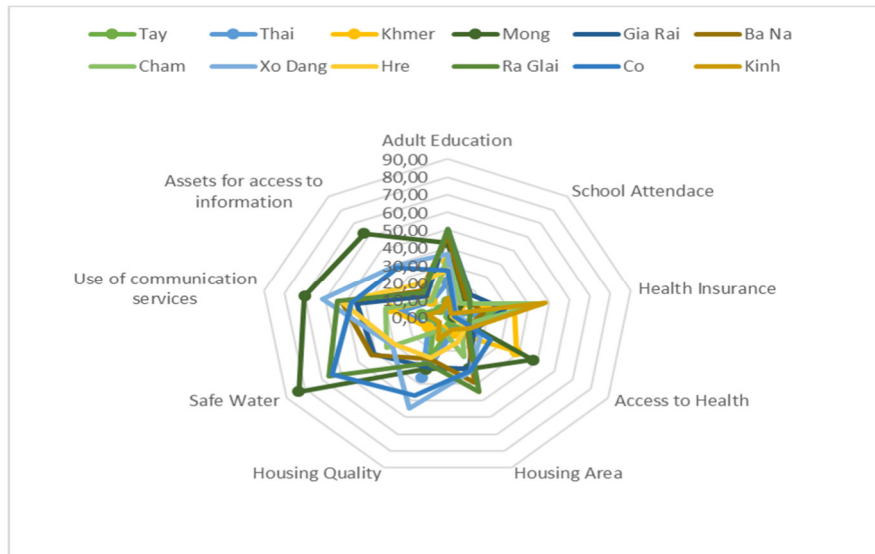 Tay Thai Khmer Mong Gia Rai Ba Na
Cham Xo Dang Hre Ra Glai Co Kinh
Adult Education
90,00
80,00
70,00
60,00
50,00
40,00
30,00
20,00
10,00
0,00
School Attendace
Health Insurance
Access to Health
Housing Area
Housing Quality
Safe Water
Use of communication
services
Assets for access to
information